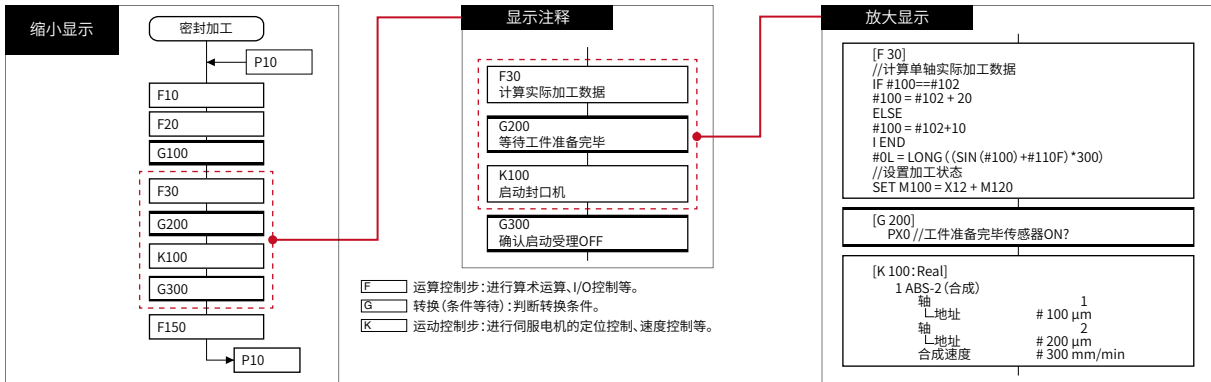 缩小显示
密封加工
P10
F10
F20
G100
F30
G200
K100
G300
F150
P10
显示注释
F30
计算实际加工数据
G200
等待工件准备完毕
K100
启动封口机
G300
确认启动受理OFF
F 运算控制步:进行算术运算、I/O控制等。
G 转换(条件等待):判断转换条件。
K 运动控制步:进行伺服电机的定位控制、速度控制等。
放大显示
[F 30]
//计算单轴实际加工数据
IF #100==#102
#100 = #102 + 20
ELSE
#100 = #102+10
I END
#0L = LONG((SIN(#100)+#110F)*300)
//设置加工状态
SET M100 = X12 + M120
[G 200]
PX0 //工件准备完毕传感器ON?
[K 100:Real]
1 ABS-2(合成)
轴 1
地址 # 100 μm
轴 2
地址 # 200 μm
合成速度 # 300 mm/min